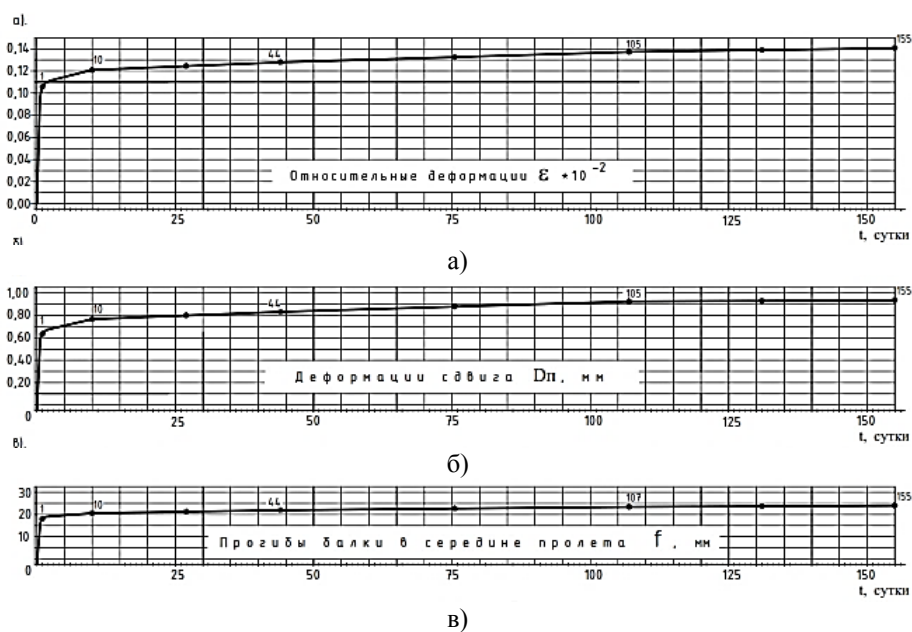 а).
0,14
0,12
0,10
0,08
0,06
0,04
0,02
0,00
1
10
44
105
155
Относительные деформации ε *10 -2
0 25 50 75 100 125 150
t, сутки
а)
1,00
0,80
0,60
0,40
0,20
0
1
10
44
105
155
Деформации сдвига Dп, мм
25 50 75 100 125 150
t, сутки
в).
б)
30
20
10
0
1
10
44
107
155
Прогибы балки в середине пролета f, мм
25 50 75 100 125 150
t, сутки
в)